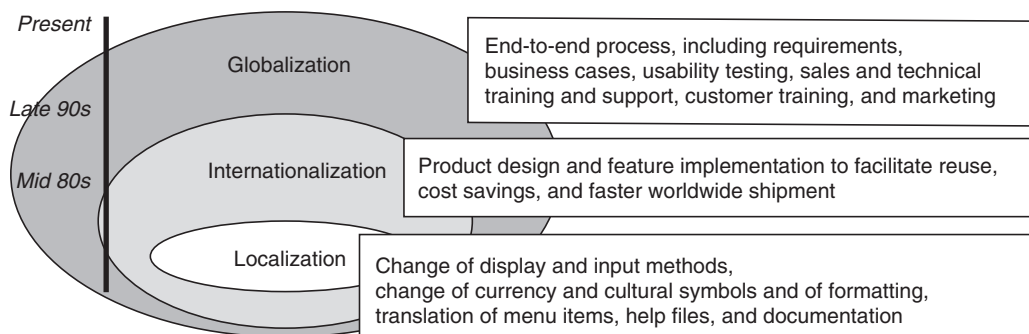 Present
Globalization
End-to-end process, including requirements,
business cases, usability testing, sales and technical
training and support, customer training, and marketing
Late 90s
Internationalization
Product design and feature implementation to facilitate reuse,
cost savings, and faster worldwide shipment
Mid 80s
Localization
Change of display and input methods,
change of currency and cultural symbols and of formatting,
translation of menu items, help files, and documentation